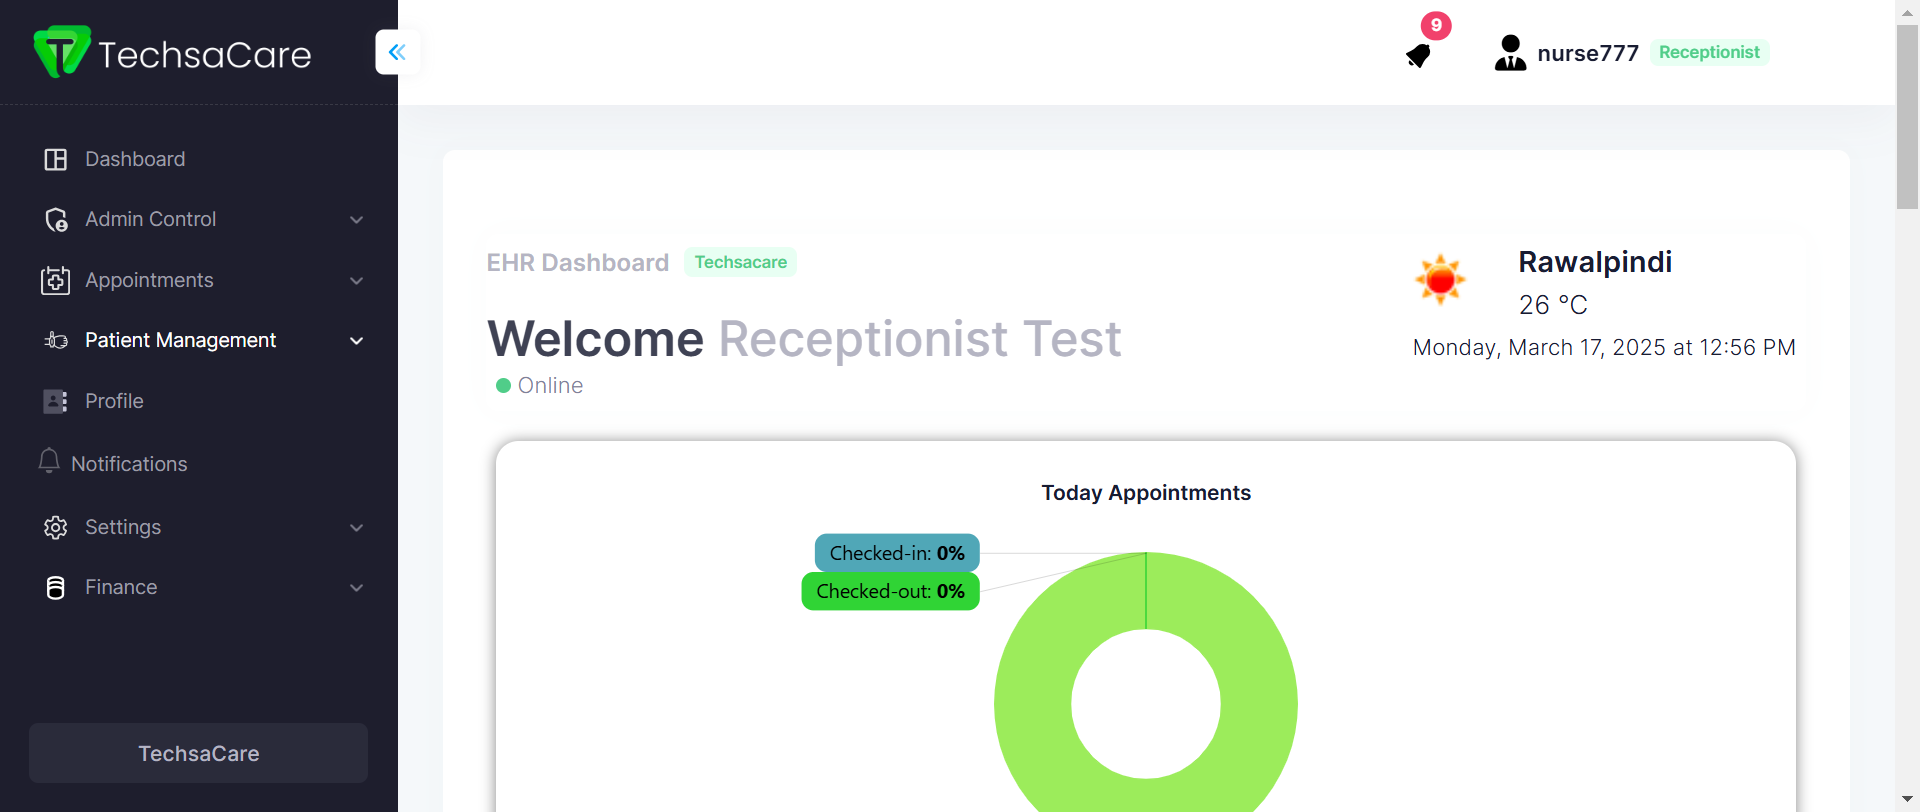 TechsaCare
9
nurse777 Receptionist
Dashboard
Admin Control
Appointments
Patient Management
Profile
Notifications
Settings
Finance
TechsaCare
EHR Dashboard Techsacare
Welcome Receptionist Test
Online
Rawalpindi
26 °C
Monday, March 17, 2025 at 12:56 PM
Today Appointments
Checked-in: 0%
Checked-out: 0%